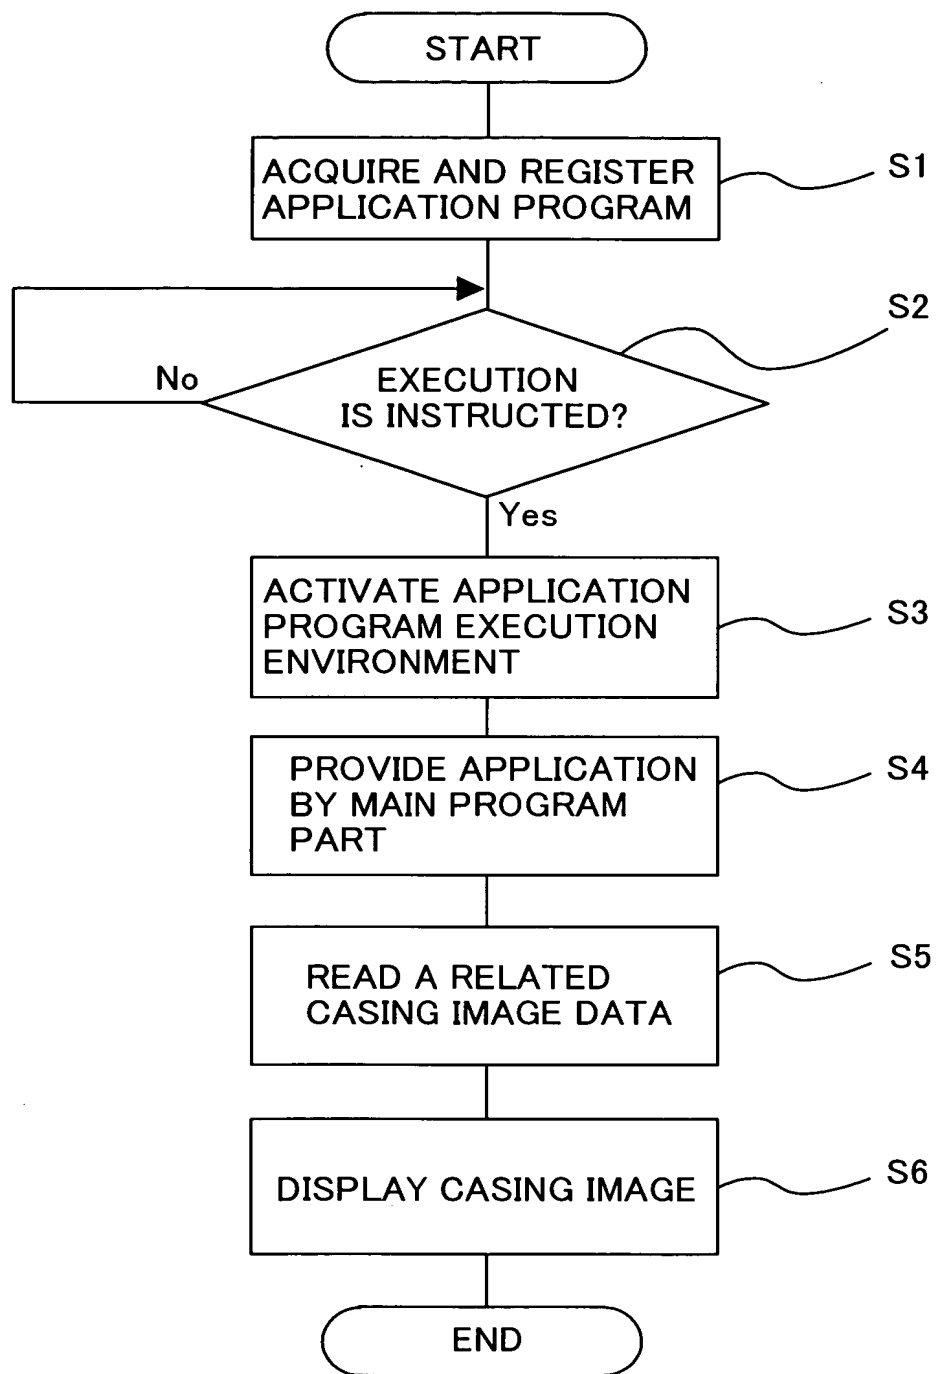 START
ACQUIRE AND REGISTER
APPLICATION PROGRAM
S1
S2
No
EXECUTION
IS INSTRUCTED?
Yes
ACTIVATE APPLICATION
PROGRAM EXECUTION
ENVIRONMENT
S3
PROVIDE APPLICATION
BY MAIN PROGRAM
PART
S4
READ A RELATED
CASING IMAGE DATA
S5
DISPLAY CASING IMAGE
S6
END